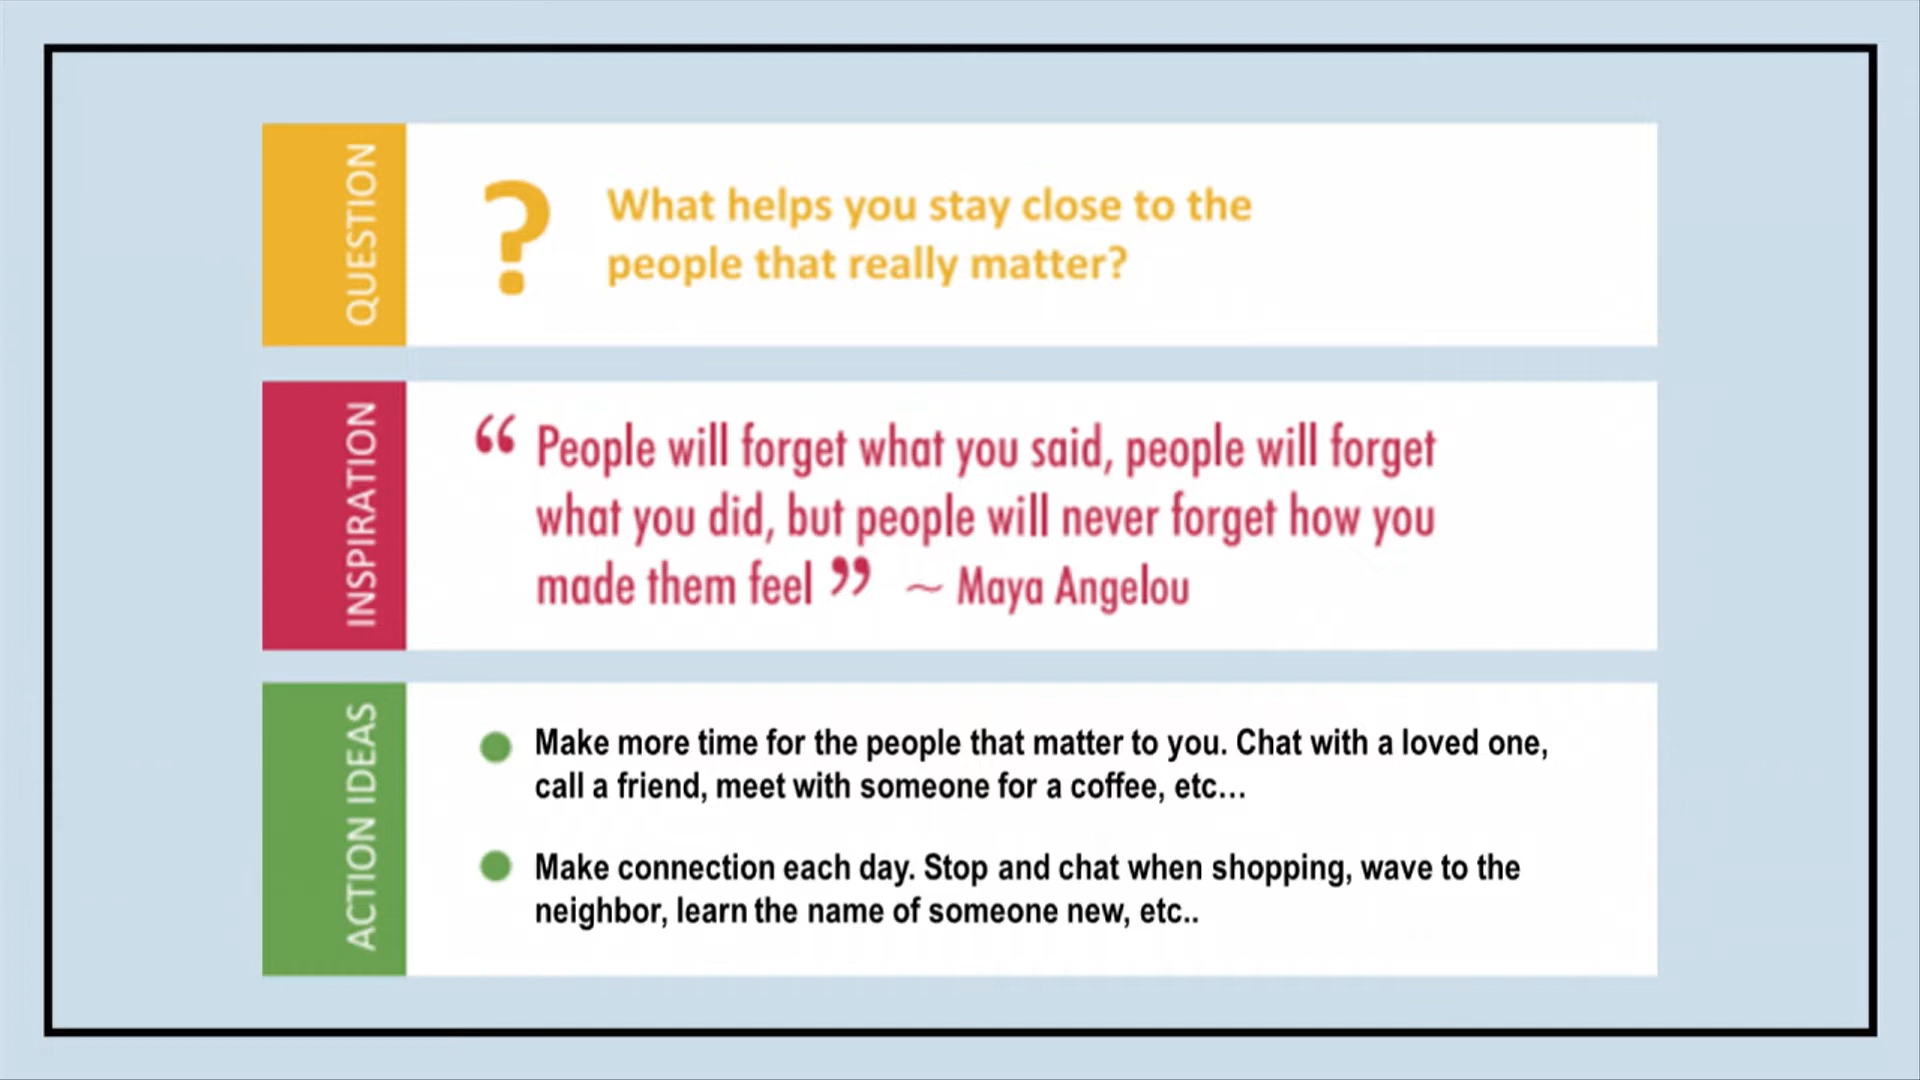 QUESTION
?
What helps you stay close to the
people that really matter?
INSPIRATION
“ People will forget what you said, people will forget
what you did, but people will never forget how you
made them feel ” ~ Maya Angelou
ACTION IDEAS
● Make more time for the people that matter to you. Chat with a loved one,
call a friend, meet with someone for a coffee, etc...
● Make connection each day. Stop and chat when shopping, wave to the
neighbor, learn the name of someone new, etc..